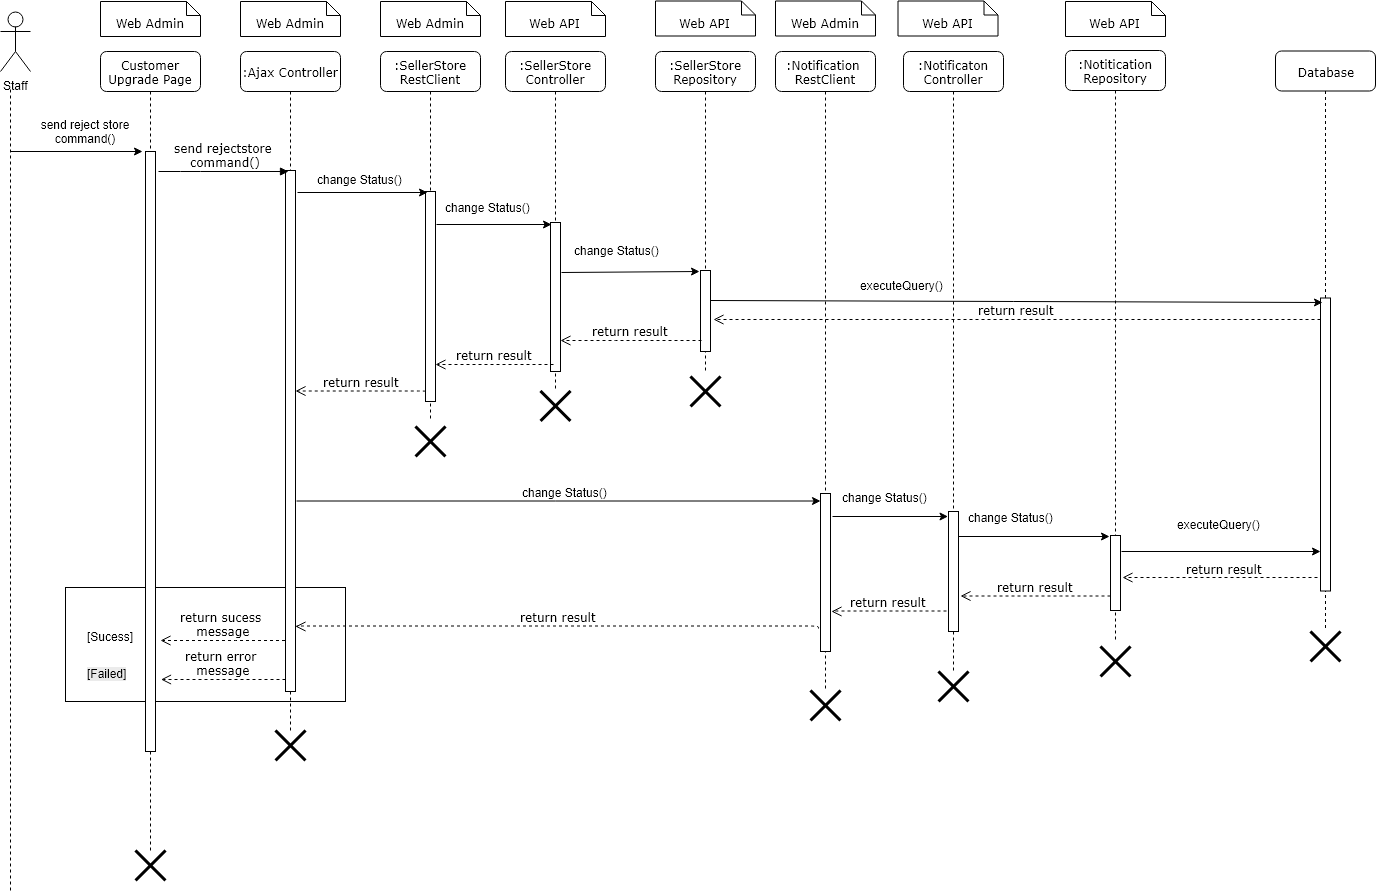 Web Admin
Web Admin
Web Admin
Web API
Web API
Web Admin
Web API
Web API
Staff
Customer
Upgrade Page
:Ajax Controller
:SellerStore
RestClient
:SellerStore
Controller
:SellerStore
Repository
:Notification
RestClient
:Notificaton
Controller
:Notitication
Repository
Database
send reject store
command()
send rejectstore
command()
change Status()
change Status()
change Status()
executeQuery()
return result
return result
return result
return result
change Status()
change Status()
change Status()
executeQuery()
return result
return result
return result
return result
[Sucess]
return sucess
message
[Failed]
return error
message